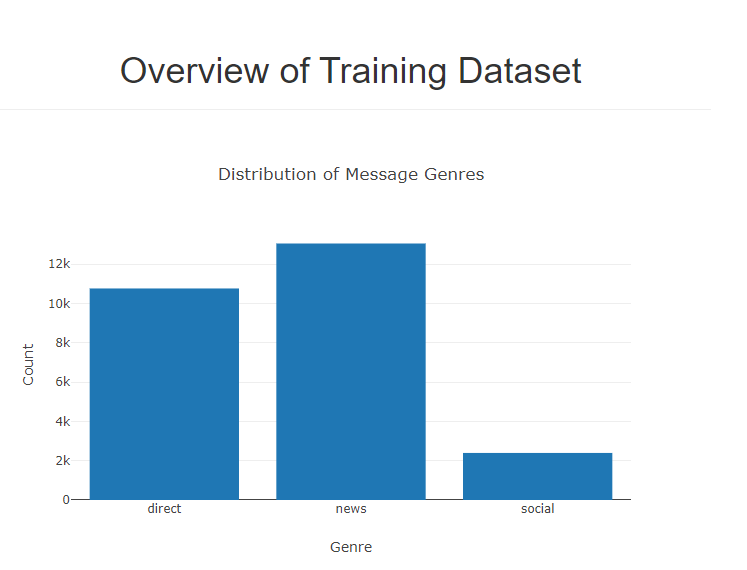 Overview of Training Dataset
Distribution of Message Genres
12k
10k
8k
6k
4k
2k
0
Count
direct news social
Genre